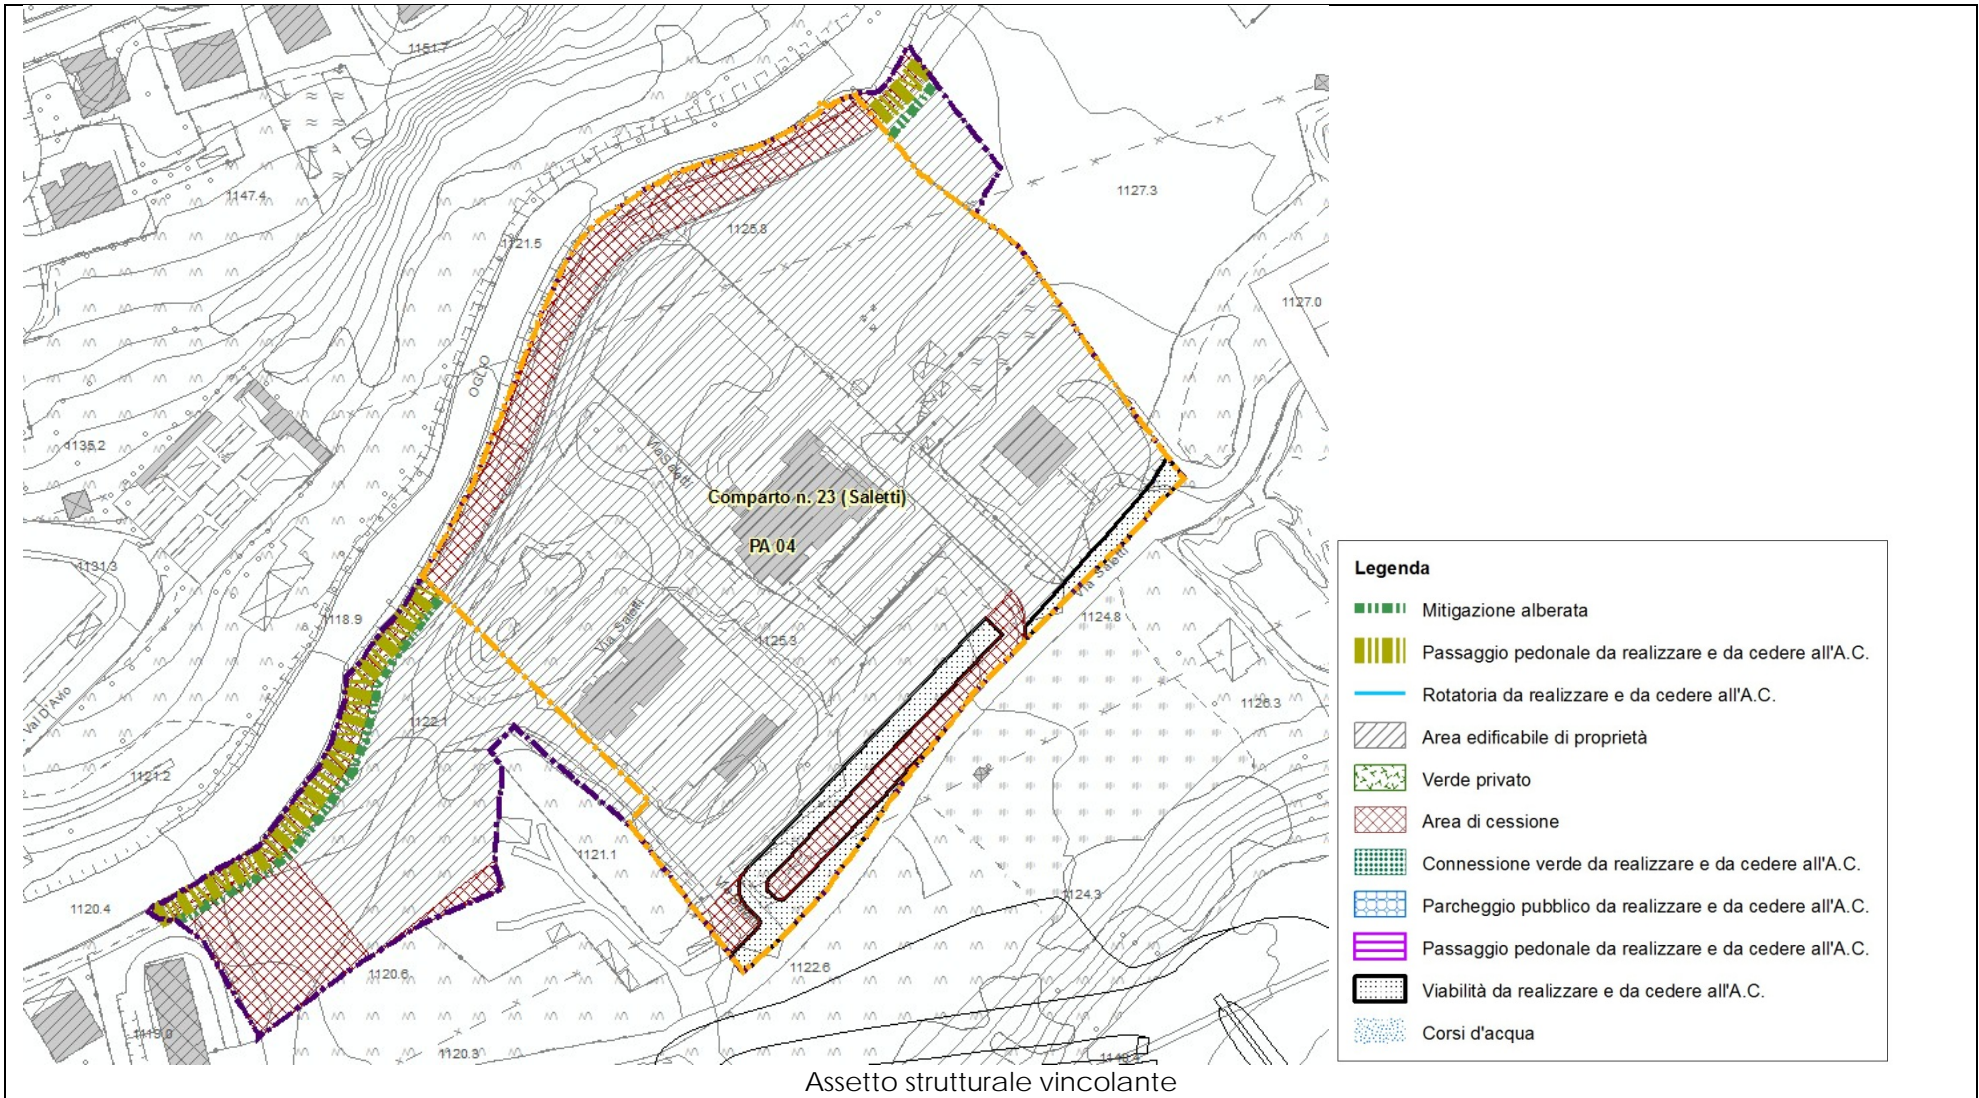 1151.7
1147.4
1121.5
1125.8
1127.3
1127.0
OGLIO
1135.2
Via Saletti
Comparto n. 23 (Saletti)
PA 04
1131.3
1118.9
Via Saletti
1125.3
Via Saletti
1124.8
1126.3
Val D'Avio
1122.1
1121.2
1121.1
1120.4
1124.3
1122.6
1120.6
1119.0
1120.3
Legenda
Mitigazione alberata
Passaggio pedonale da realizzare e da cedere all'A.C.
Rotatoria da realizzare e da cedere all'A.C.
Area edificabile di proprietà
Verde privato
Area di cessione
Connessione verde da realizzare e da cedere all'A.C.
Parcheggio pubblico da realizzare e da cedere all'A.C.
Passaggio pedonale da realizzare e da cedere all'A.C.
Viabilità da realizzare e da cedere all'A.C.
Corsi d'acqua
Assetto strutturale vincolante